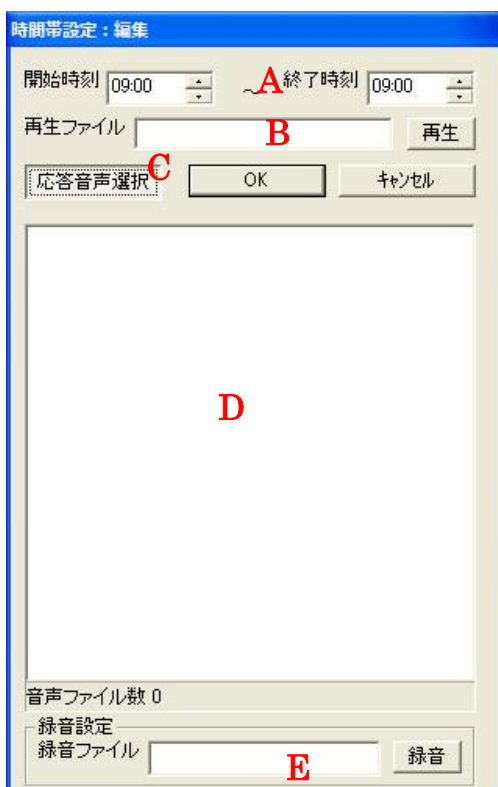 時間帯設定：編集
開始時刻 09:00 ～ A 終了時刻 09:00
再生ファイル B 再生
C
応答音声選択 OK キャンセル
D
音声ファイル数 0
録音設定
録音ファイル E 録音